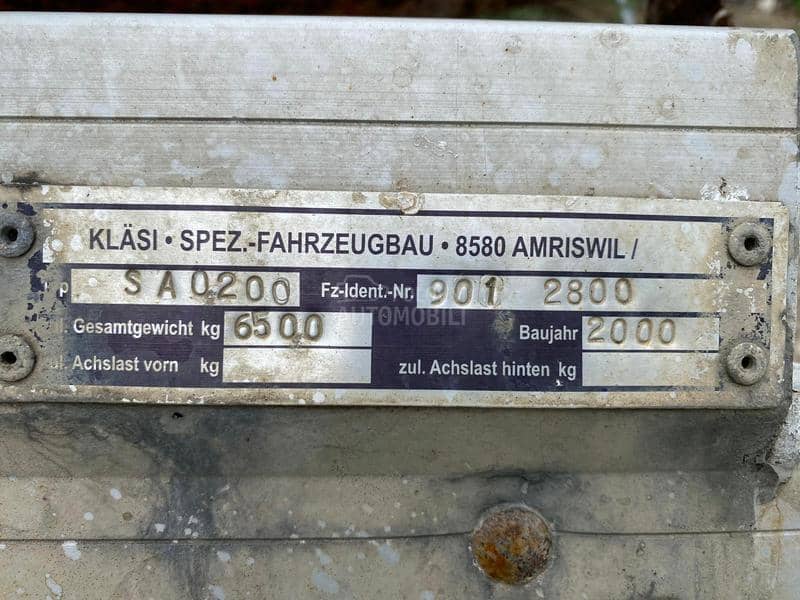 KLÄSI • SPEZ.-FAHRZEUGBAU • 8580 AMRISWIL /
SA0200 Fz-Ident.-Nr. 901 2800
Gesamtgewicht kg 6500 Baujahr 2000
Achslast vorn kg zul. Achslast hinten kg
AUTOMOBILI